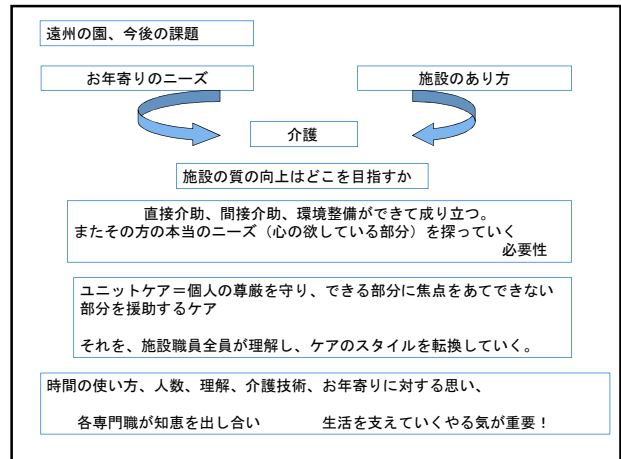 遠州の園、今後の課題
お年寄りのニーズ
施設のあり方
介護
施設の質の向上はどこを目指すか
直接介助、間接介助、環境整備ができて成り立つ。
またその方の本当のニーズ（心の欲している部分）を探っていく
必要性
ユニットケア＝個人の尊厳を守り、できる部分に焦点をあてできない
部分を援助するケア
それを、施設職員全員が理解し、ケアのスタイルを転換していく。
時間の使い方、人数、理解、介護技術、お年寄りに対する思い、
各専門職が知恵を出し合い　　　　生活を支えていくやる気が重要！